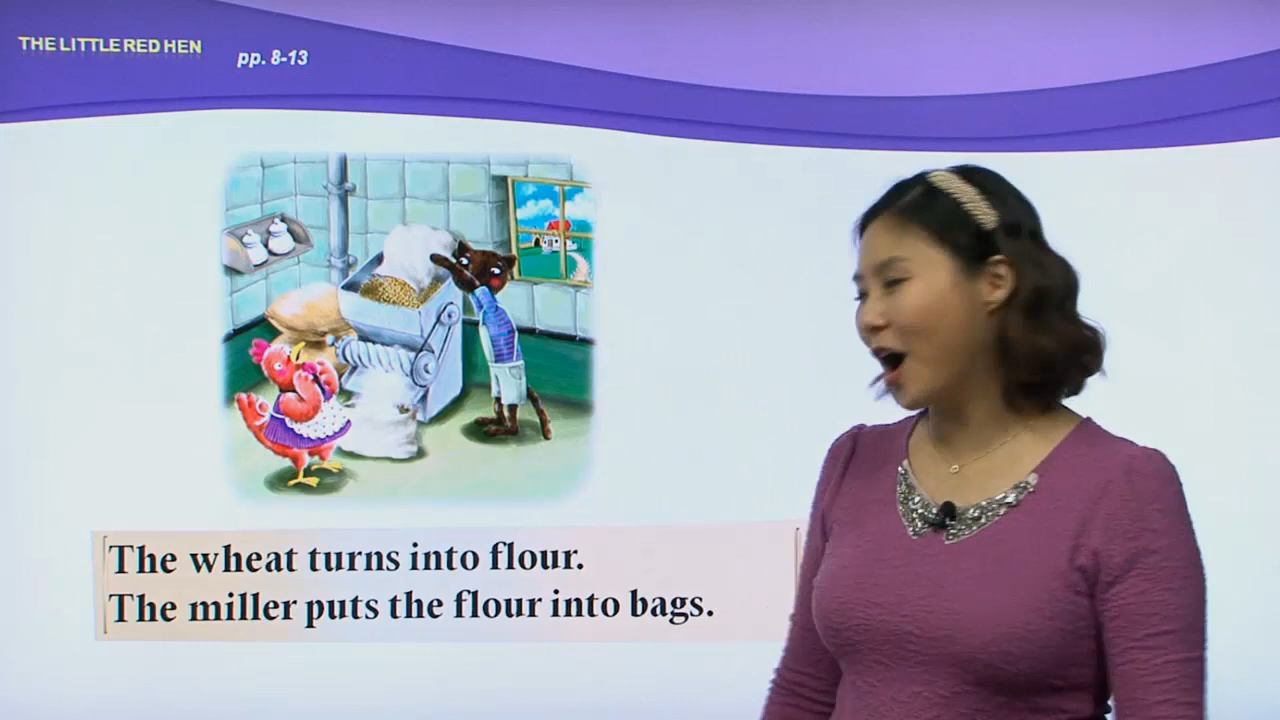 THE LITTLE RED HEN
pp. 8-13
The wheat turns into flour.
The miller puts the flour into bags.